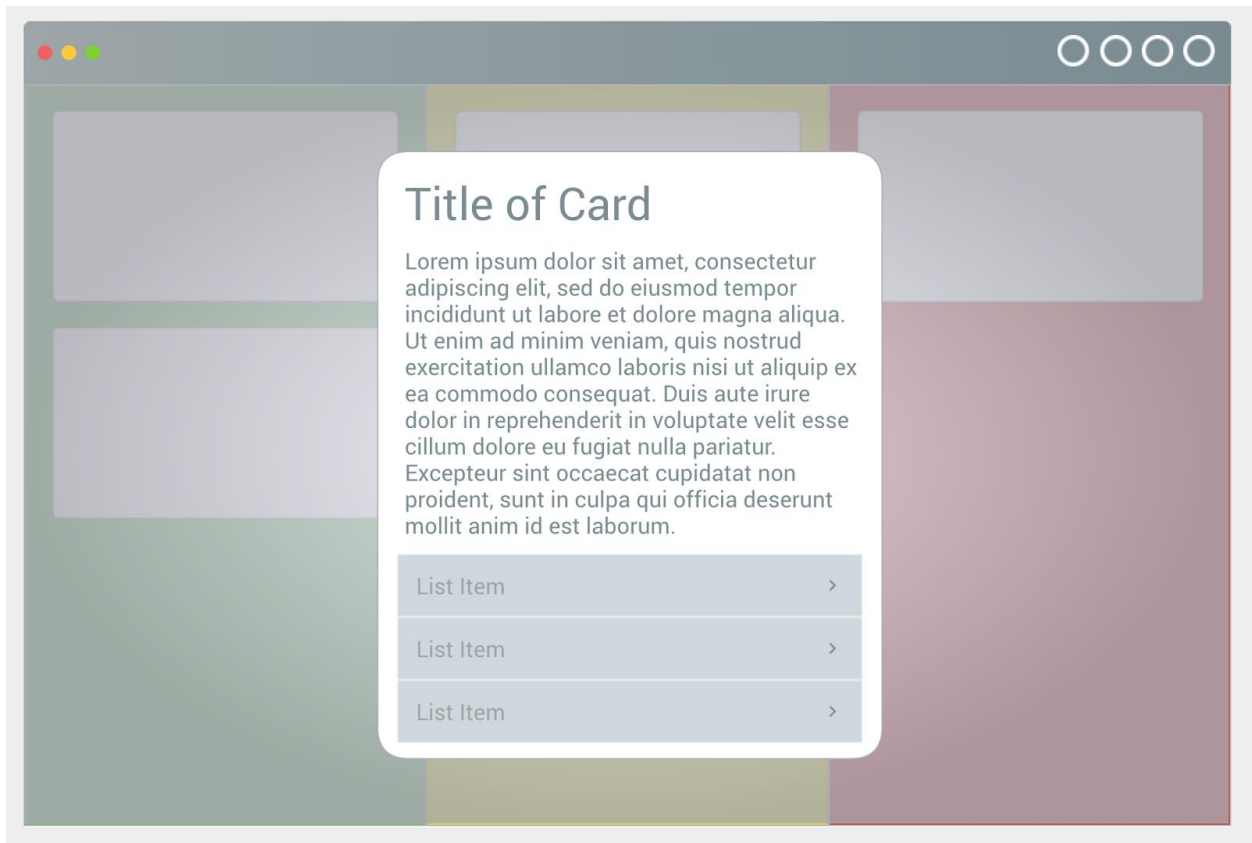 Title of Card
Lorem ipsum dolor sit amet, consectetur
adipiscing elit, sed do eiusmod tempor
incididunt ut labore et dolore magna aliqua.
Ut enim ad minim veniam, quis nostrud
exercitation ullamco laboris nisi ut aliquip ex
ea commodo consequat. Duis aute irure
dolor in reprehenderit in voluptate velit esse
cillum dolore eu fugiat nulla pariatur.
Excepteur sint occaecat cupidatat non
proident, sunt in culpa qui officia deserunt
mollit anim id est laborum.
List Item
List Item
List Item